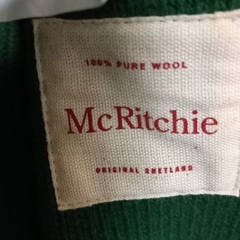 100% PURE WOOL
McRitchie
ORIGINAL SHETLAND